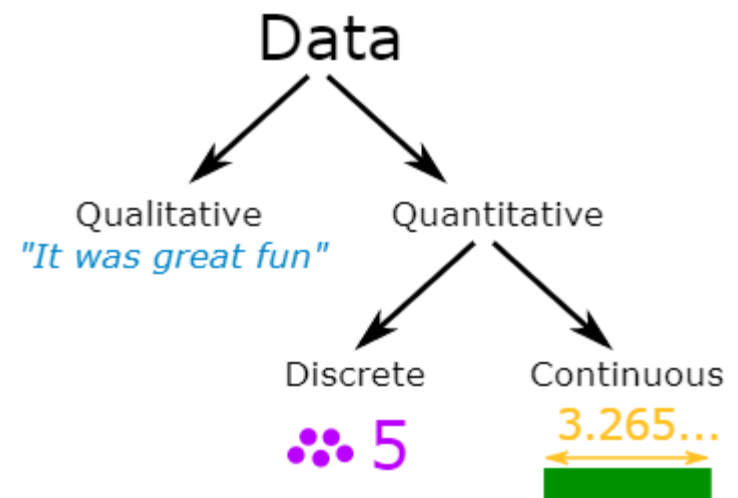 Data
Qualitative
Quantitative
"It was great fun"
Discrete
Continuous
5
3.265...